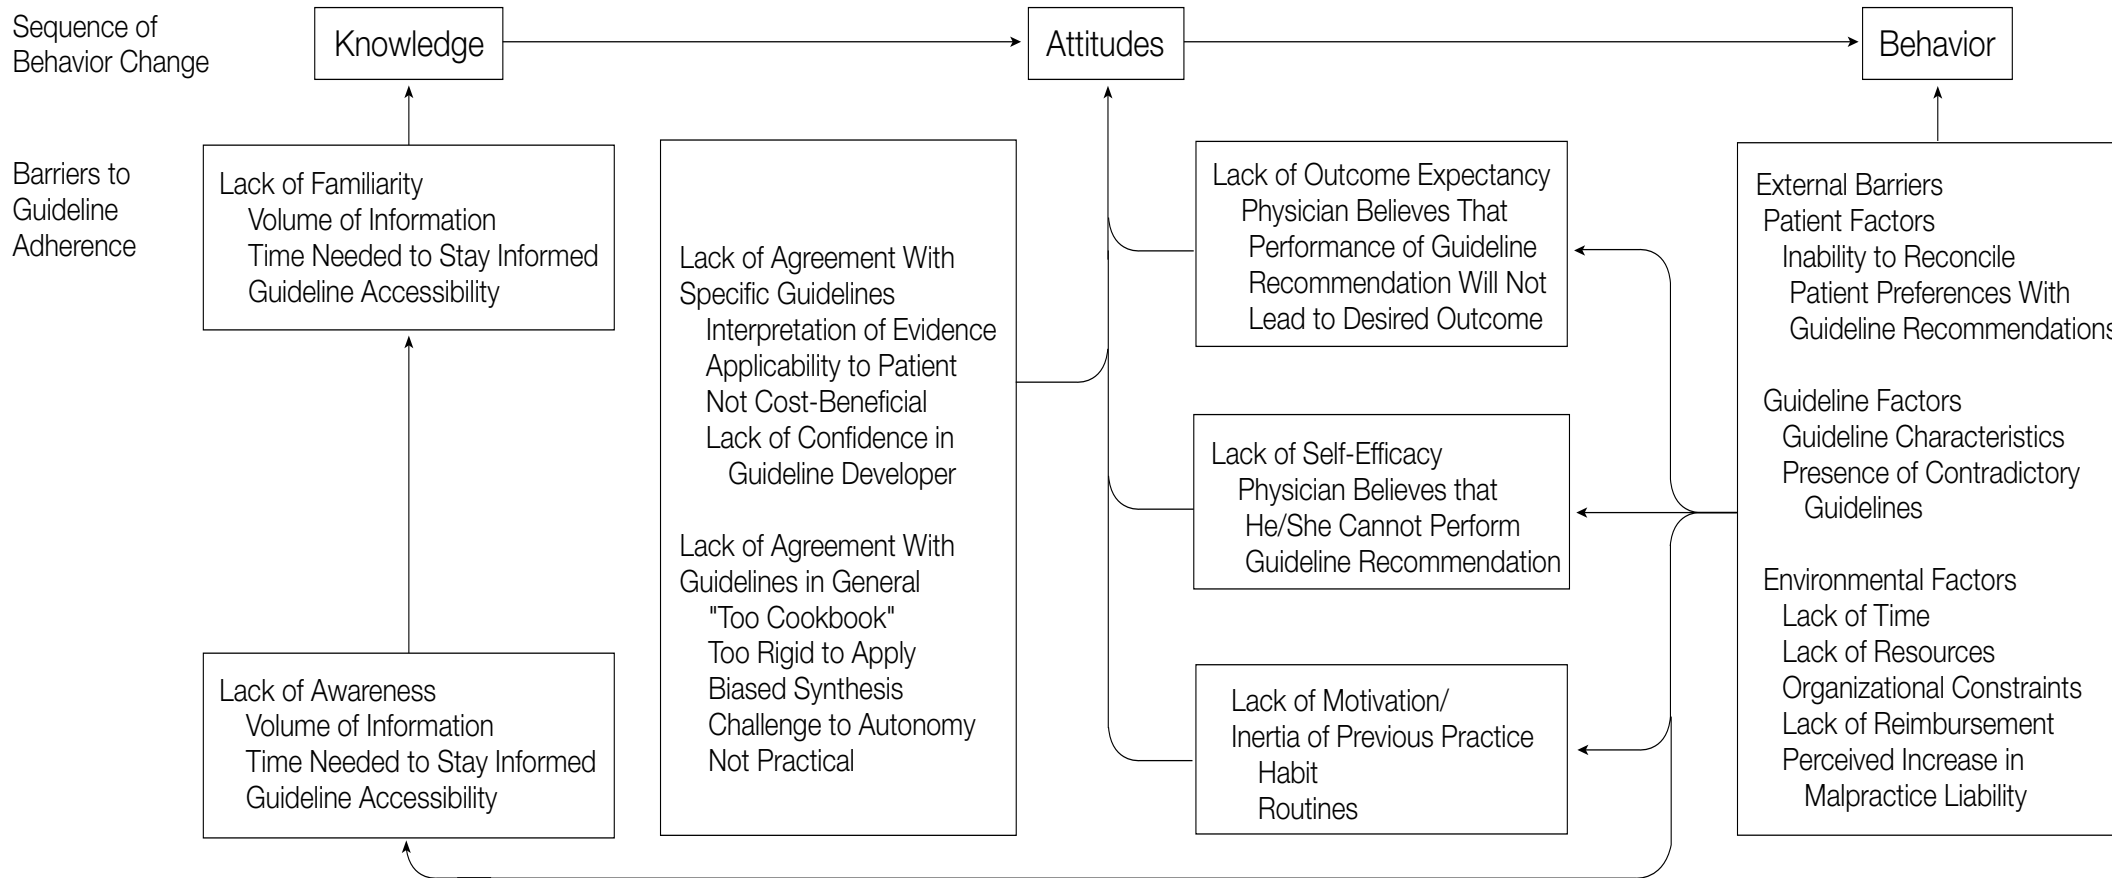 Sequence of
Behavior Change
Knowledge
Attitudes
Behavior
Barriers to
Guideline
Adherence
Lack of Familiarity
Volume of Information
Time Needed to Stay Informed
Guideline Accessibility
Lack of Awareness
Volume of Information
Time Needed to Stay Informed
Guideline Accessibility
Lack of Agreement With
Specific Guidelines
Interpretation of Evidence
Applicability to Patient
Not Cost-Beneficial
Lack of Confidence in
Guideline Developer
Lack of Agreement With
Guidelines in General
"Too Cookbook"
Too Rigid to Apply
Biased Synthesis
Challenge to Autonomy
Not Practical
Lack of Outcome Expectancy
Physician Believes That
Performance of Guideline
Recommendation Will Not
Lead to Desired Outcome
Lack of Self-Efficacy
Physician Believes that
He/She Cannot Perform
Guideline Recommendation
Lack of Motivation/
Inertia of Previous Practice
Habit
Routines
External Barriers
Patient Factors
Inability to Reconcile
Patient Preferences With
Guideline Recommendations
Guideline Factors
Guideline Characteristics
Presence of Contradictory
Guidelines
Environmental Factors
Lack of Time
Lack of Resources
Organizational Constraints
Lack of Reimbursement
Perceived Increase in
Malpractice Liability